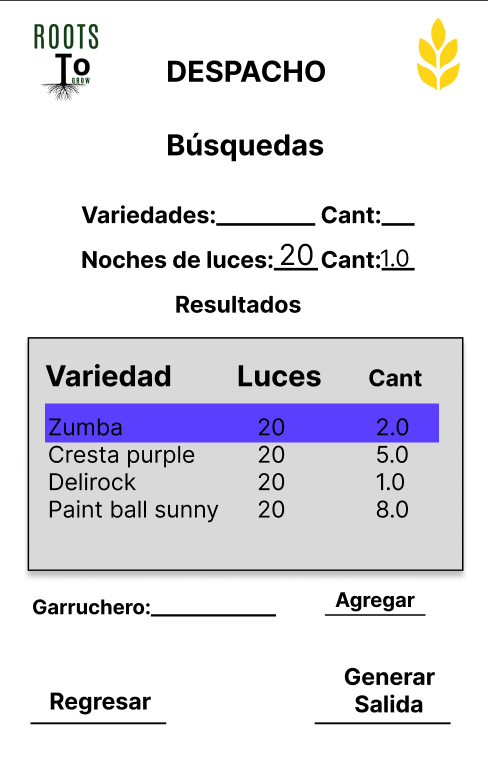 ROOTS
To
GROW
DESPACHO
Búsquedas
Variedades:________ Cant:___
Noches de luces: 20 Cant:1.0
Resultados
Variedad Luces Cant
Zumba 20 2.0
Cresta purple 20 5.0
Delirock 20 1.0
Paint ball sunny 20 8.0
Garruchero:___________ Agregar
Regresar
Generar
Salida